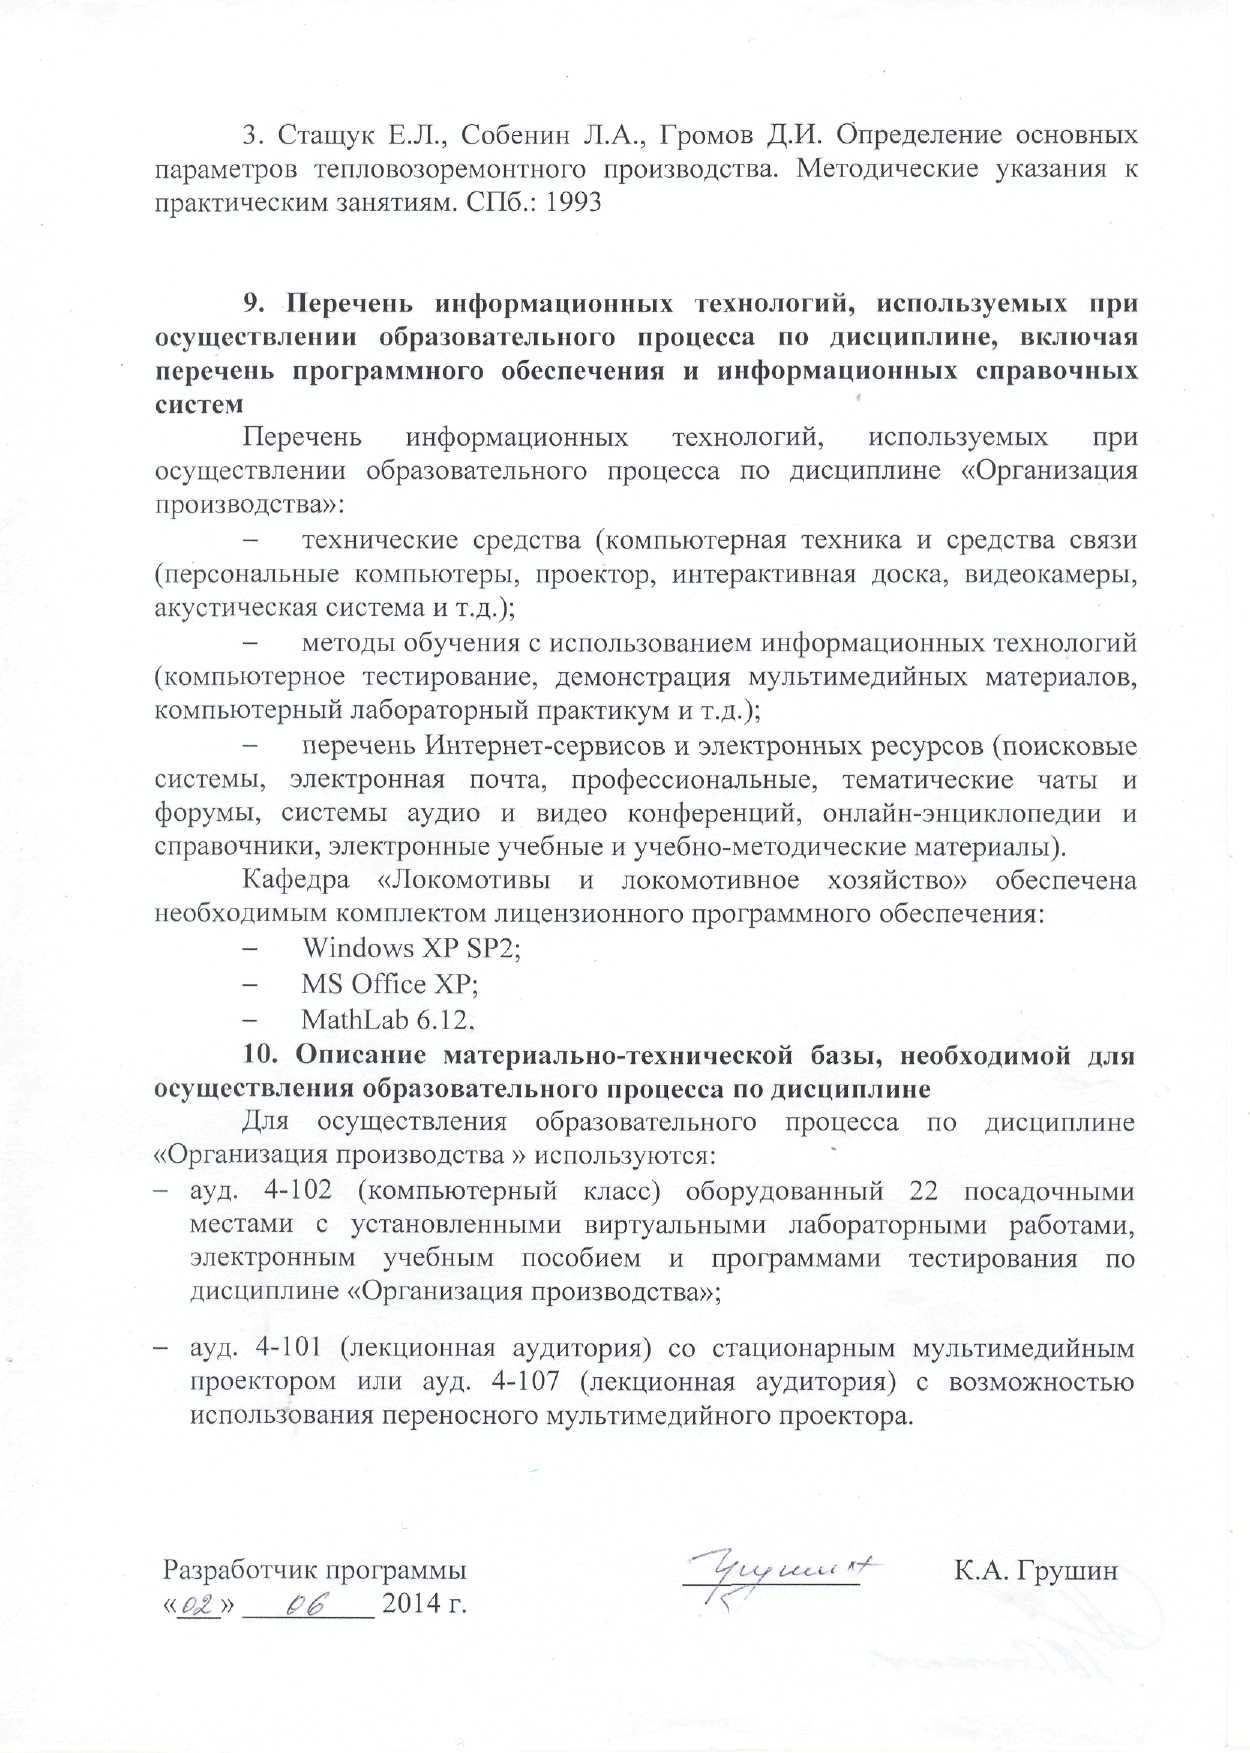 3. Стащук Е.Л., Собенин Л.А., Громов Д.И. Определение основных
параметров тепловозоремонтного производства. Методические указания к
практическим занятиям. СПб.: 1993
9. Перечень информационных технологий, используемых при
осуществлении образовательного процесса по дисциплине, включая
перечень программного обеспечения и информационных справочных
систем
Перечень информационных технологий, используемых при
осуществлении образовательного процесса по дисциплине «Организация
производства»:
– технические средства (компьютерная техника и средства связи
(персональные компьютеры, проектор, интерактивная доска, видеокамеры,
акустическая система и т.д.);
– методы обучения с использованием информационных технологий
(компьютерное тестирование, демонстрация мультимедийных материалов,
компьютерный лабораторный практикум и т.д.);
– перечень Интернет-сервисов и электронных ресурсов (поисковые
системы, электронная почта, профессиональные, тематические чаты и
форумы, системы аудио и видео конференций, онлайн-энциклопедии и
справочники, электронные учебные и учебно-методические материалы).
Кафедра «Локомотивы и локомотивное хозяйство» обеспечена
необходимым комплектом лицензионного программного обеспечения:
– Windows XP SP2;
– MS Office XP;
– MathLab 6.12.
10. Описание материально-технической базы, необходимой для
осуществления образовательного процесса по дисциплине
Для осуществления образовательного процесса по дисциплине
«Организация производства » используются:
– ауд. 4-102 (компьютерный класс) оборудованный 22 посадочными
местами с установленными виртуальными лабораторными работами,
электронным учебным пособием и программами тестирования по
дисциплине «Организация производства»;
– ауд. 4-101 (лекционная аудитория) со стационарным мультимедийным
проектором или ауд. 4-107 (лекционная аудитория) с возможностью
использования переносного мультимедийного проектора.
Разработчик программы К.А. Грушин
«02» 06 2014 г.